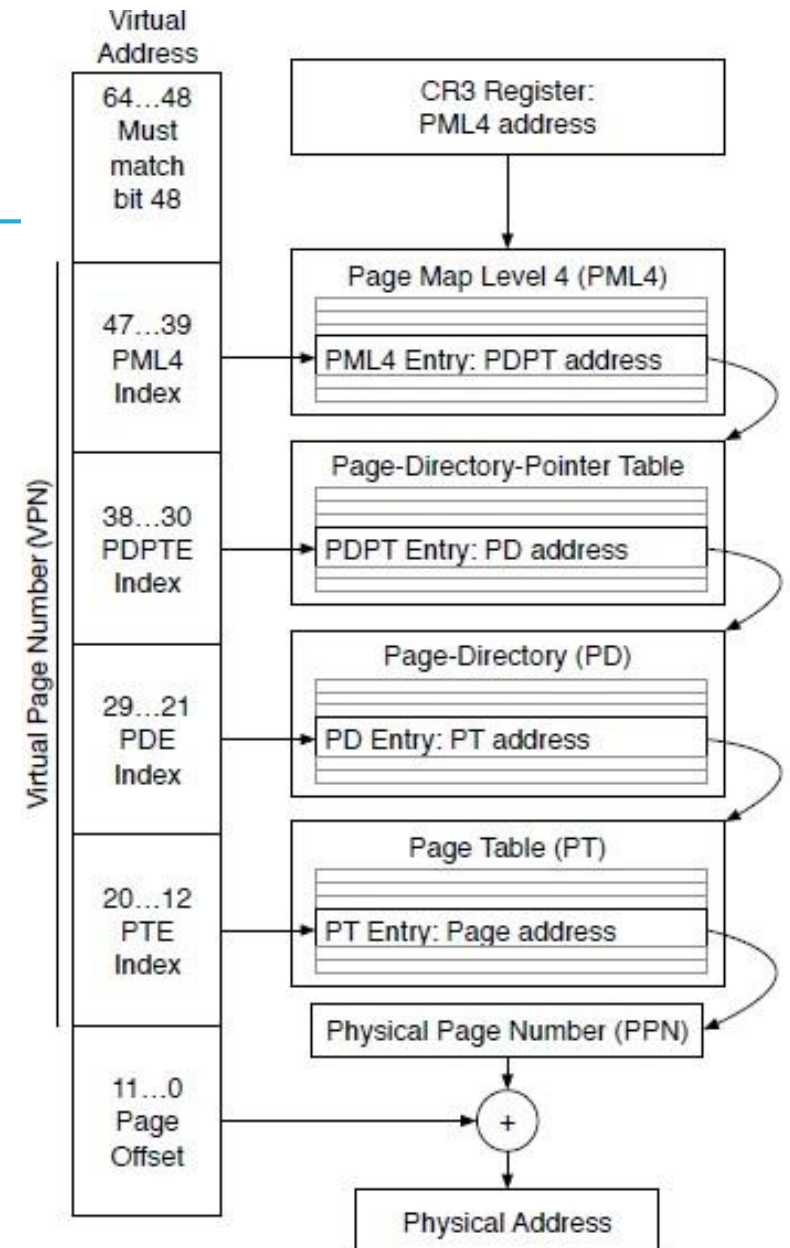 Virtual
Address
64...48
Must
match
bit 48
CR3 Register:
PML4 address
Page Map Level 4 (PML4)
47...39
PML4
Index
PML4 Entry: PDPT address
Virtual Page Number (VPN)
Page-Directory-Pointer Table
38...30
PDPTE
Index
PDPT Entry: PD address
Page-Directory (PD)
29...21
PDE
Index
PD Entry: PT address
Page Table (PT)
20...12
PTE
Index
PT Entry: Page address
Physical Page Number (PPN)
11...0
Page
Offset
+
Physical Address